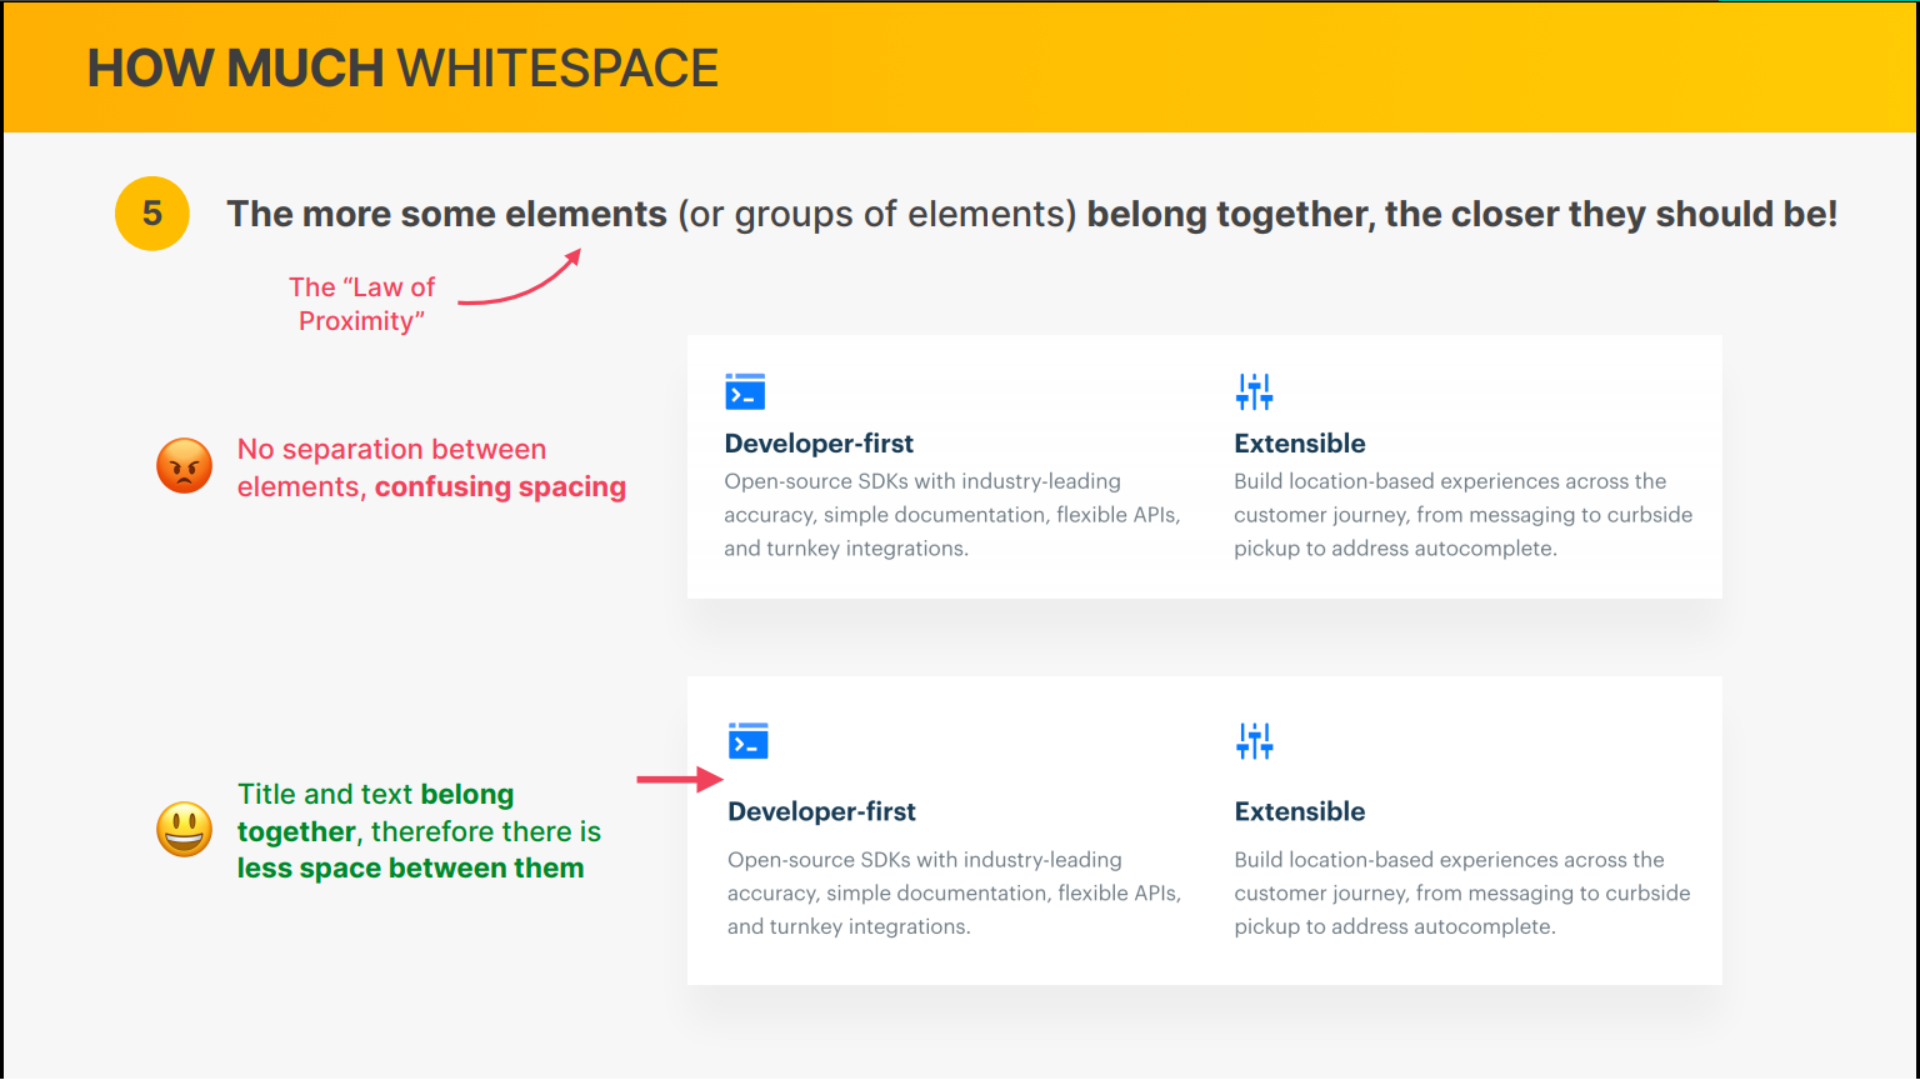 HOW MUCH WHITESPACE
5
The more some elements (or groups of elements) belong together, the closer they should be!
The “Law of
Proximity”
No separation between
elements, confusing spacing
Developer-first
Open-source SDKs with industry-leading
accuracy, simple documentation, flexible APIs,
and turnkey integrations.
Extensible
Build location-based experiences across the
customer journey, from messaging to curbside
pickup to address autocomplete.
Title and text belong
together, therefore there is
less space between them
Developer-first
Open-source SDKs with industry-leading
accuracy, simple documentation, flexible APIs,
and turnkey integrations.
Extensible
Build location-based experiences across the
customer journey, from messaging to curbside
pickup to address autocomplete.